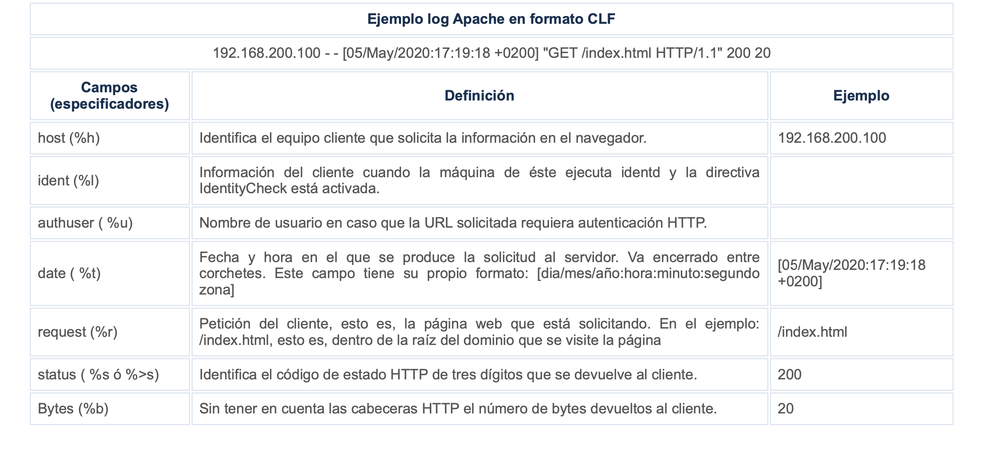 Ejemplo log Apache en formato CLF
192.168.200.100 - - [05/May/2020:17:19:18 +0200] "GET /index.html HTTP/1.1" 200 20
Campos
(especificadores)
Definición
Ejemplo
host (%h)
Identifica el equipo cliente que solicita la información en el navegador.
192.168.200.100
ident (%l)
Información del cliente cuando la máquina de éste ejecuta identd y la directiva
IdentityCheck está activada.
authuser ( %u)
Nombre de usuario en caso que la URL solicitada requiera autenticación HTTP.
date ( %t)
Fecha y hora en el que se produce la solicitud al servidor. Va encerrado entre
corchetes. Este campo tiene su propio formato: [dia/mes/año:hora:minuto:segundo
zona]
[05/May/2020:17:19:18
+0200]
request (%r)
Petición del cliente, esto es, la página web que está solicitando. En el ejemplo:
/index.html, esto es, dentro de la raíz del dominio que se visite la página
/index.html
status ( %s ó %>s)
Identifica el código de estado HTTP de tres dígitos que se devuelve al cliente.
200
Bytes (%b)
Sin tener en cuenta las cabeceras HTTP el número de bytes devueltos al cliente.
20